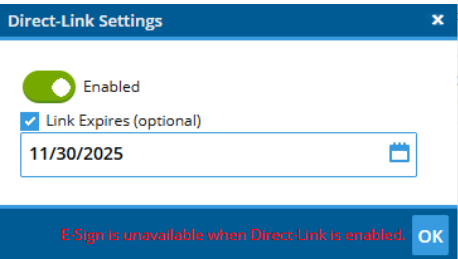 Direct-Link Settings
Enabled
Link Expires (optional)
11/30/2025
E-Sign is unavailable when Direct-Link is enabled. OK